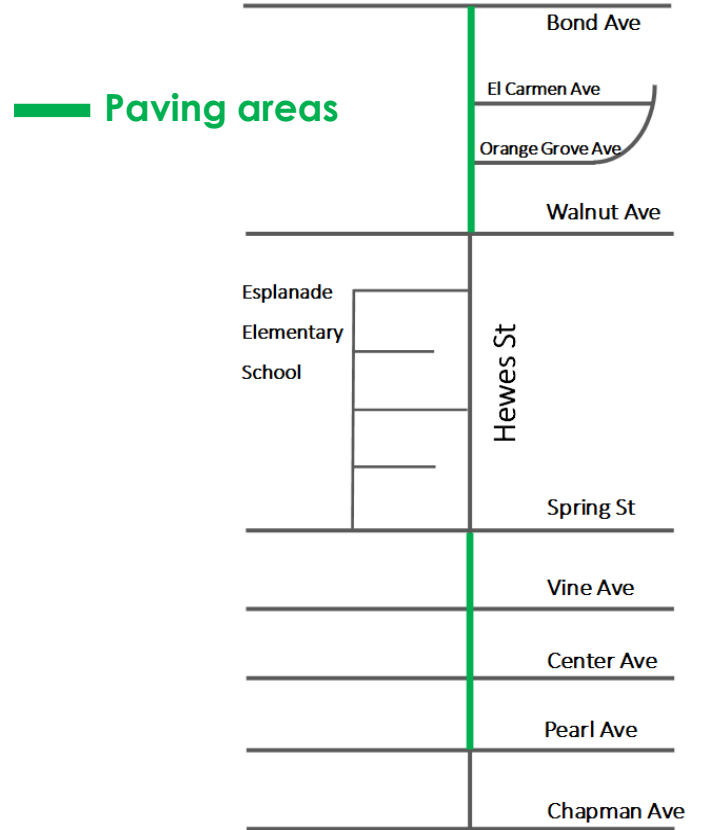 Bond Ave
El Carmen Ave
Paving areas
Orange Grove Ave
Walnut Ave
Esplanade
Elementary
School
Hewes St
Spring St
Vine Ave
Center Ave
Pearl Ave
Chapman Ave